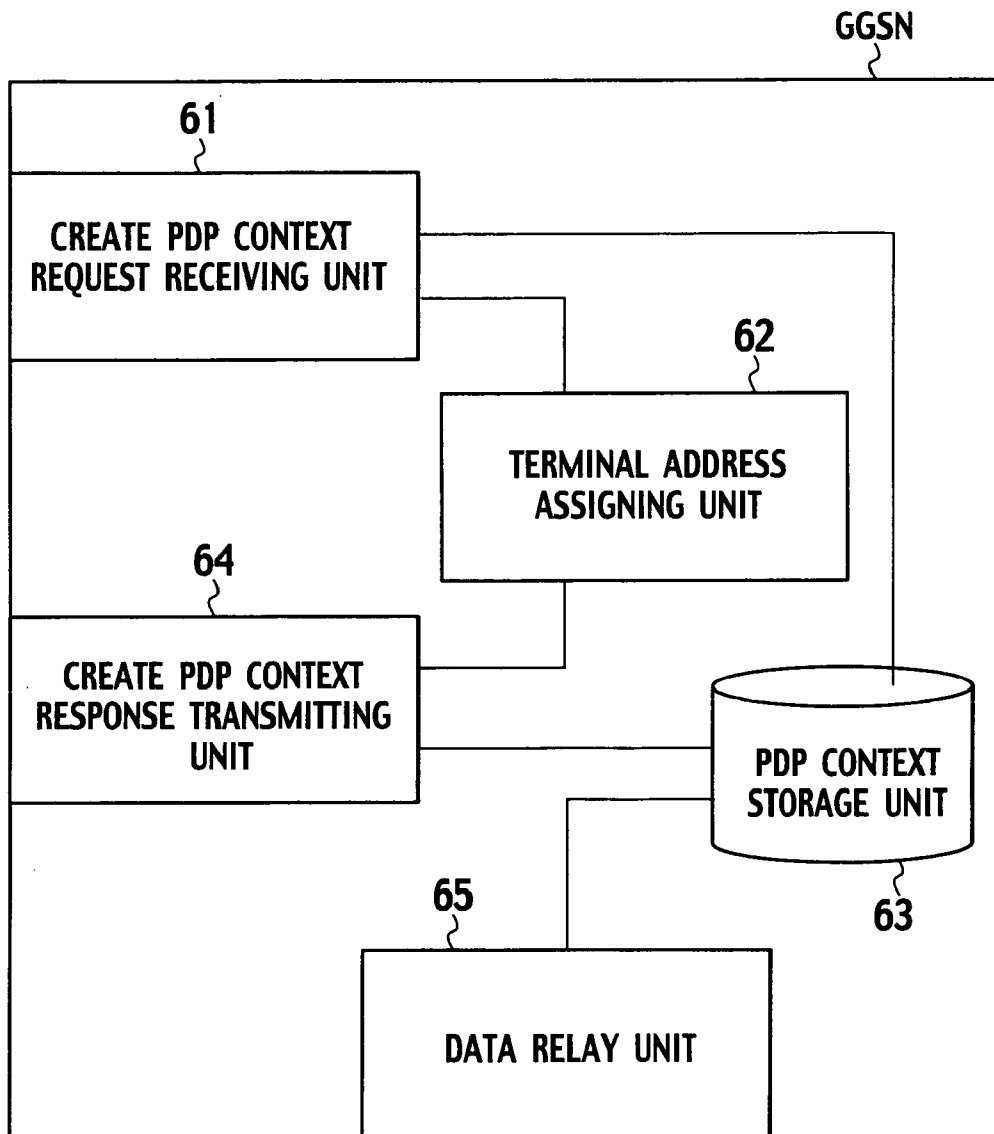 GGSN
61
CREATE PDP CONTEXT
REQUEST RECEIVING UNIT
62
TERMINAL ADDRESS
ASSIGNING UNIT
64
CREATE PDP CONTEXT
RESPONSE TRANSMITTING
UNIT
PDP CONTEXT
STORAGE UNIT
63
65
DATA RELAY UNIT